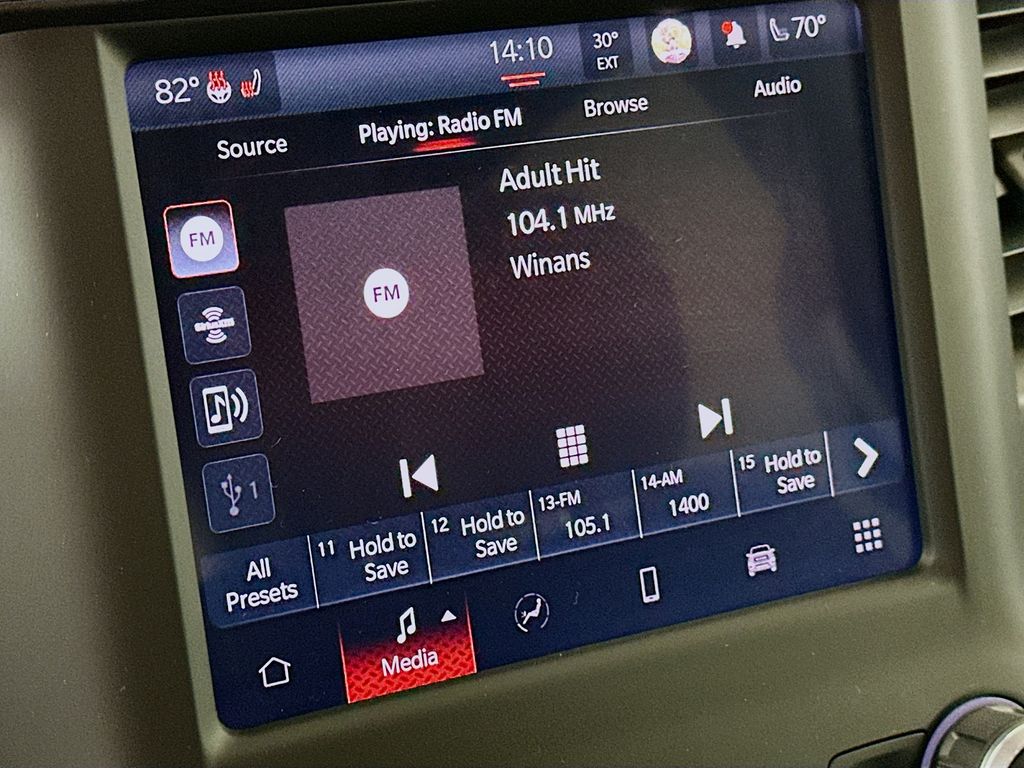 82°
14:10
30°
EXT
70°
Source
Playing: Radio FM
Browse
Audio
Adult Hit
104.1 MHz
Winans
FM
FM
SiriusXM
1
All
Presets
11 Hold to
Save
12 Hold to
Save
13-FM
105.1
14-AM
1400
15 Hold to
Save
Media